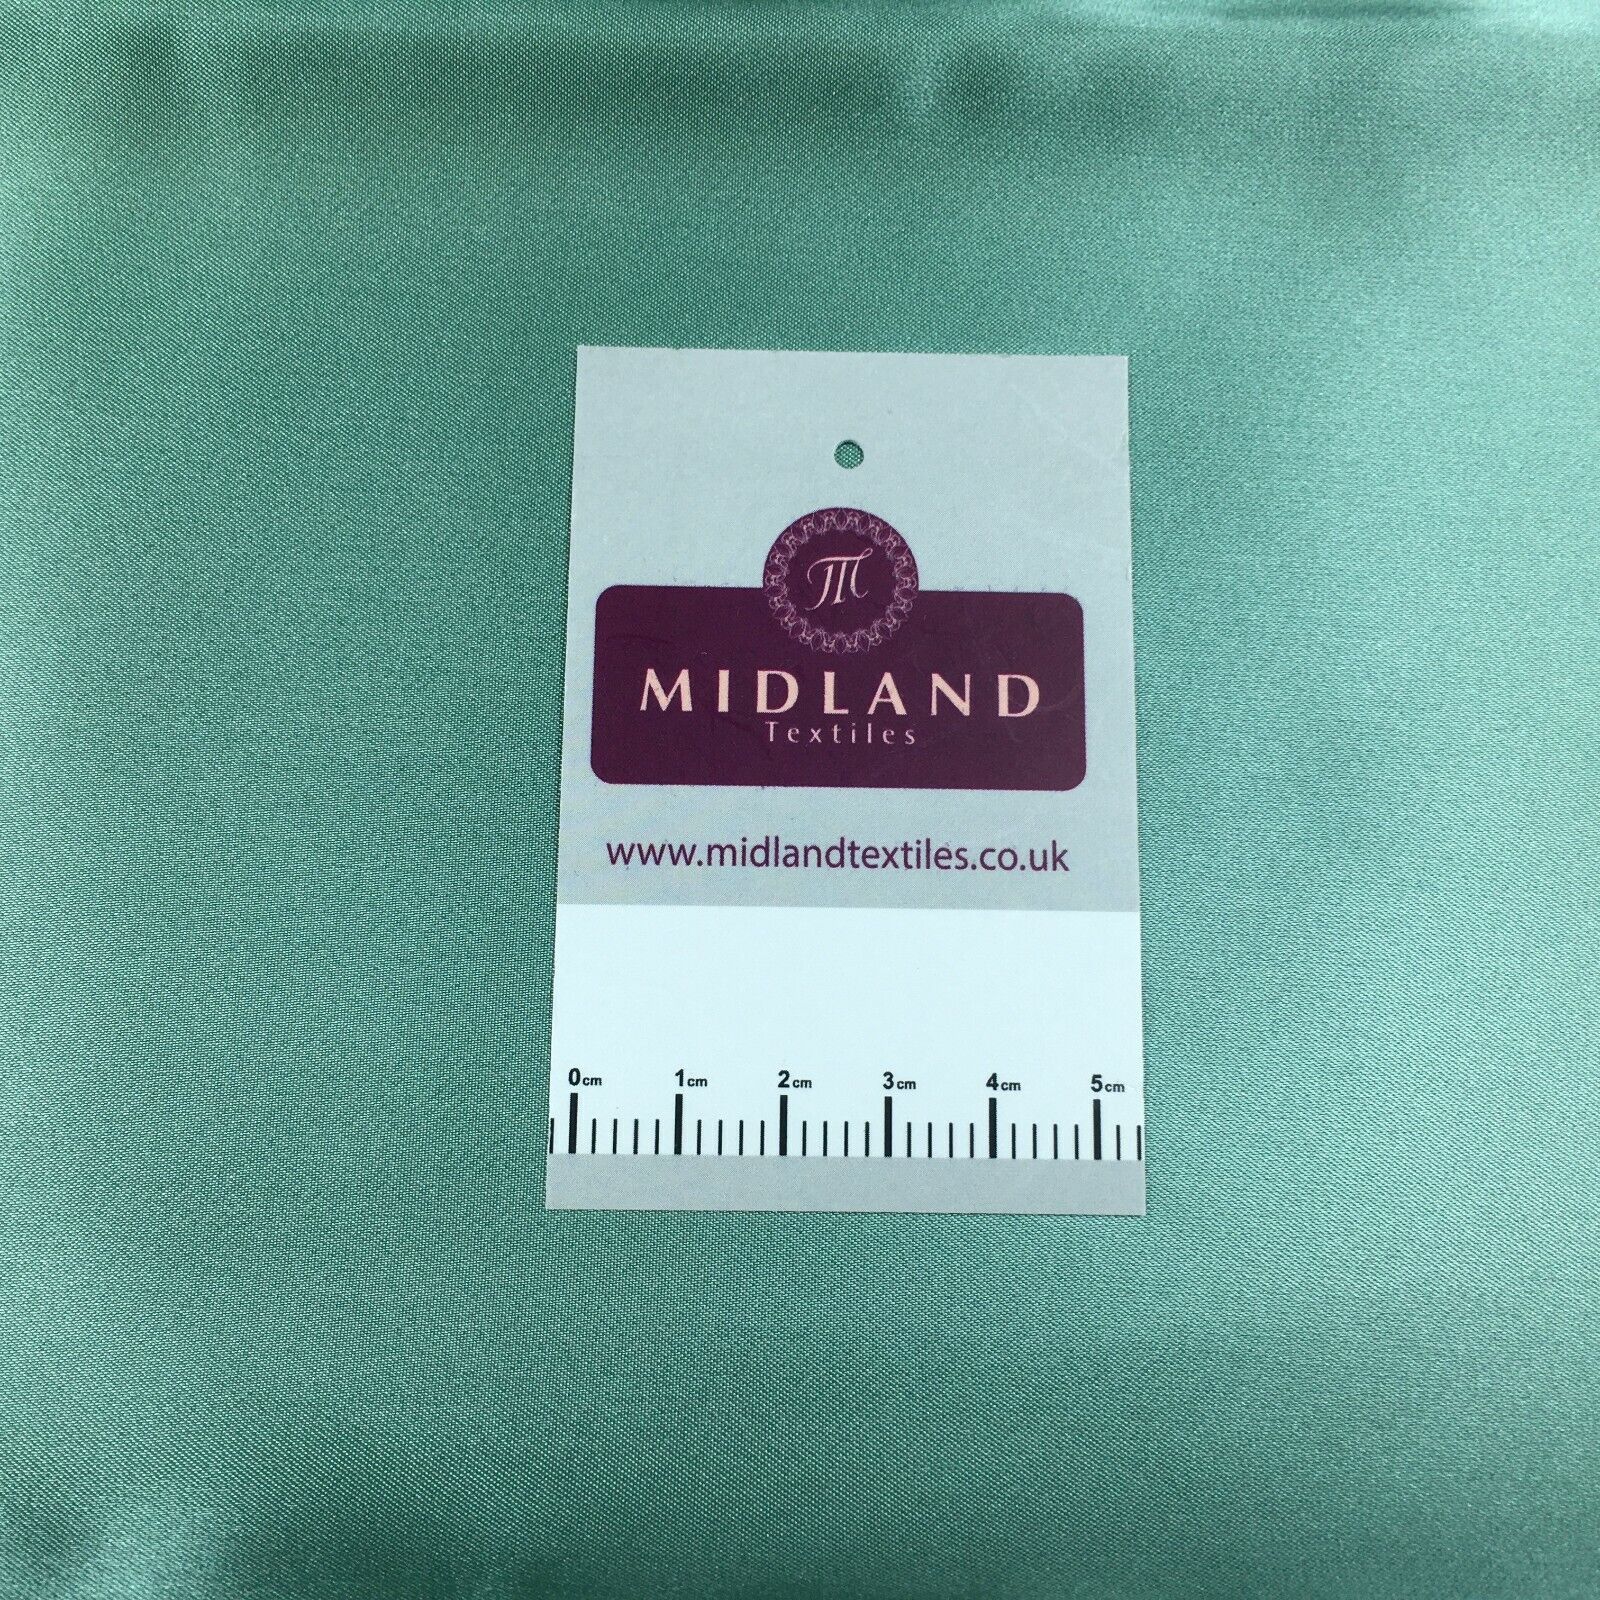 m
MIDLAND
Textiles
www.midlandtextiles.co.uk
0cm 1cm 2cm 3cm 4cm 5cm